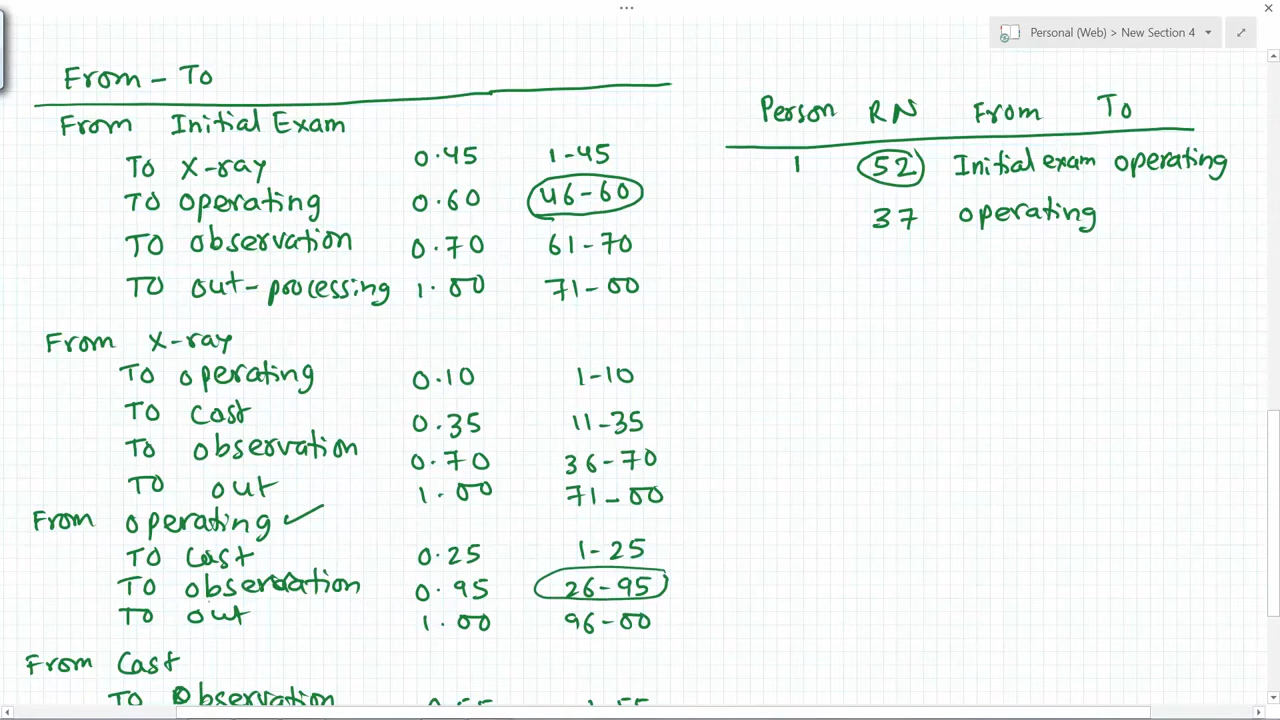 Personal (Web) > New Section 4
From - To
From Initial Exam
To X-ray 0.45 1-45
To operating 0.60 46-60
To observation 0.70 61-70
To out-processing 1.00 71-00
From X-ray
To operating 0.10 1-10
To cast 0.35 11-35
To observation 0.70 36-70
To out 1.00 71-00
From operating ✓
To cast 0.25 1-25
To observation 0.95 26-95
To out 1.00 96-00
From Cast
To Observation
Person RN From To
1 52 Initial exam operating
37 operating